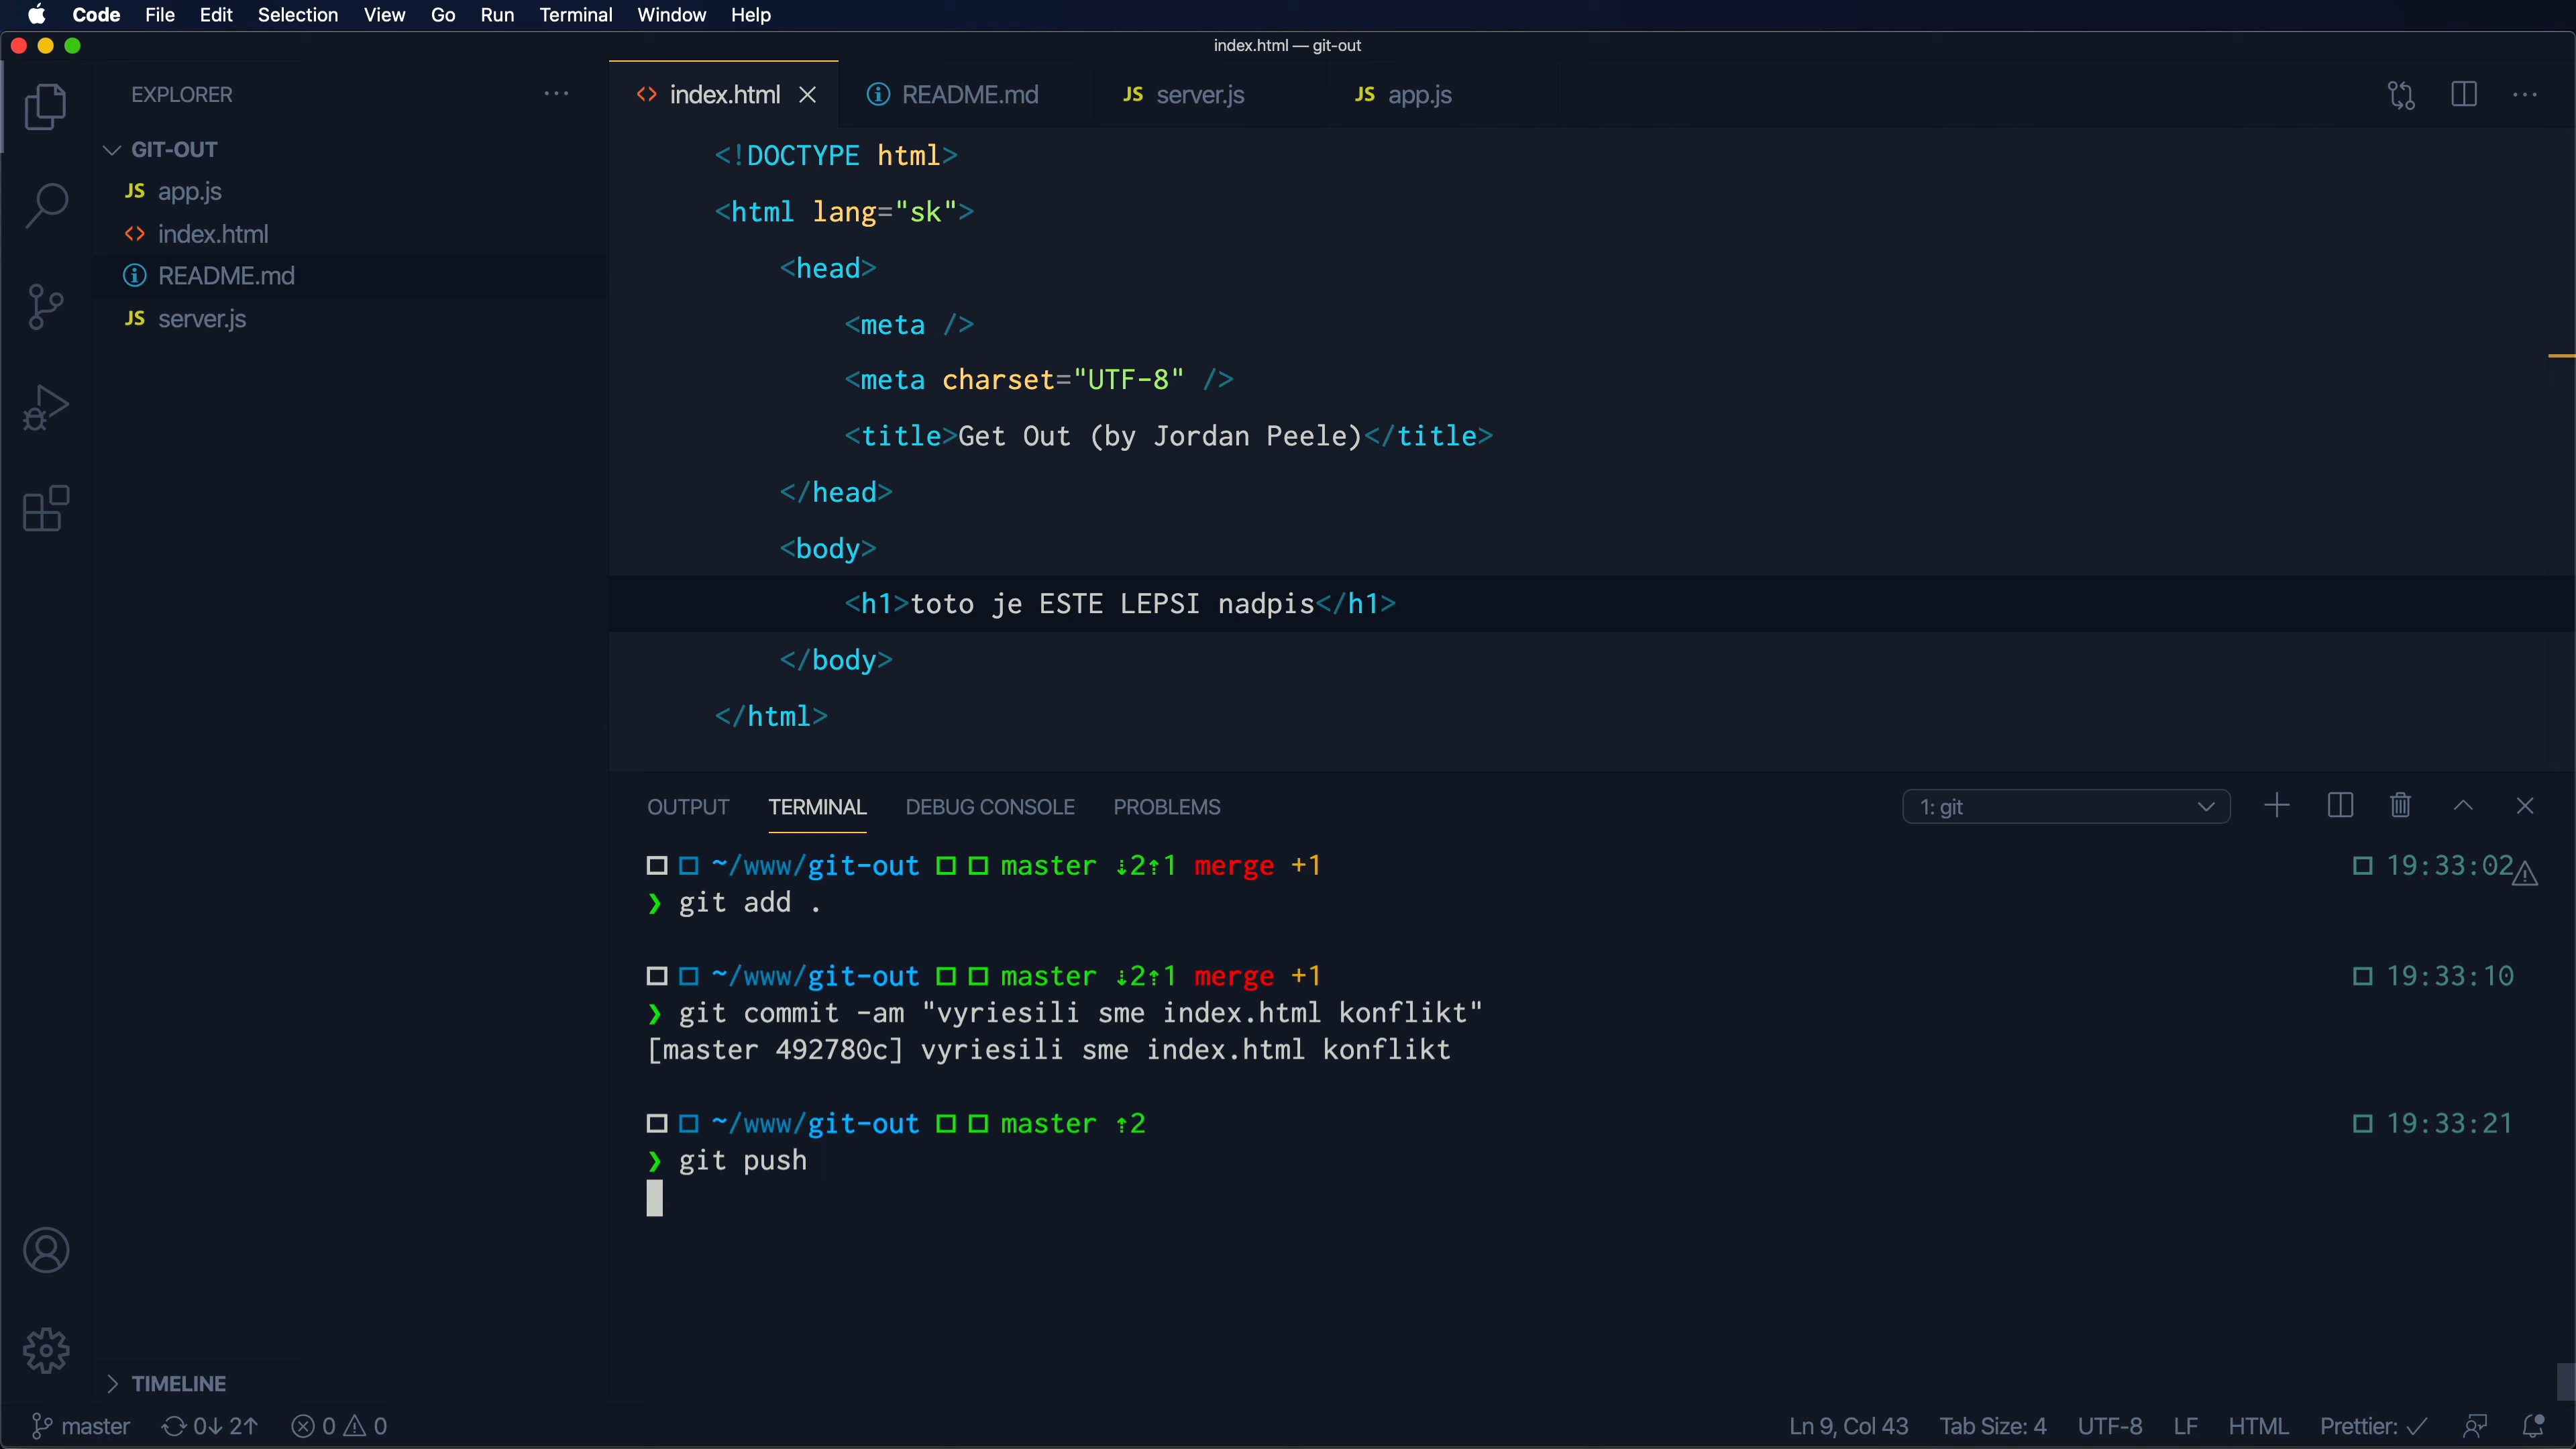 Code File Edit Selection View Go Run Terminal Window Help
index.html — git-out
EXPLORER
GIT-OUT
JS app.js
<> index.html
README.md
JS server.js
TIMELINE
<> index.html README.md JS server.js JS app.js
<!DOCTYPE html>
<html lang="sk">
<head>
<meta />
<meta charset="UTF-8" />
<title>Get Out (by Jordan Peele)</title>
</head>
<body>
<h1>toto je ESTE LEPSI nadpis</h1>
</body>
</html>
OUTPUT TERMINAL DEBUG CONSOLE PROBLEMS 1: git
~/www/git-out master ⇣2⇡1 merge +1 19:33:02
❯ git add .
~/www/git-out master ⇣2⇡1 merge +1 19:33:10
❯ git commit -am "vyriesili sme index.html konflikt"
[master 492780c] vyriesili sme index.html konflikt
~/www/git-out master ⇡2 19:33:21
❯ git push
master 0↓ 2↑ 0 0 Ln 9, Col 43 Tab Size: 4 UTF-8 LF HTML Prettier: ✓